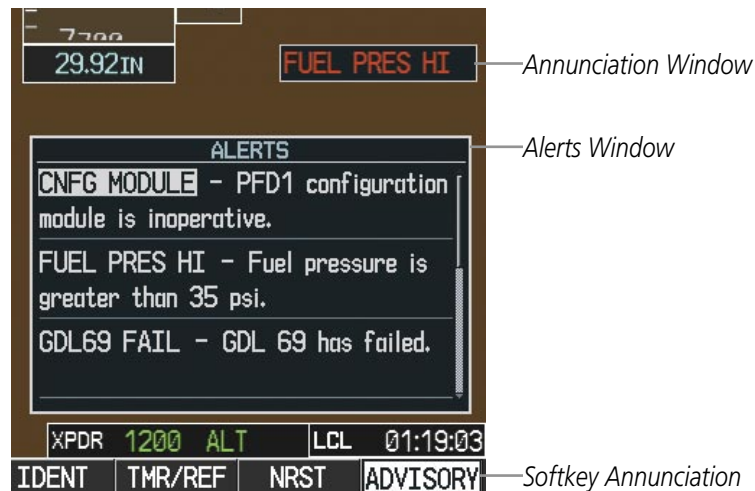 29.92IN
FUEL PRES HI
Annunciation Window
ALERTS
Alerts Window
CNFG MODULE – PFD1 configuration
module is inoperative.
FUEL PRES HI – Fuel pressure is
greater than 35 psi.
GDL69 FAIL – GDL 69 has failed.
XPDR 1200 ALT LCL 01:19:03
IDENT TMR/REF NRST ADVISORY
Softkey Annunciation